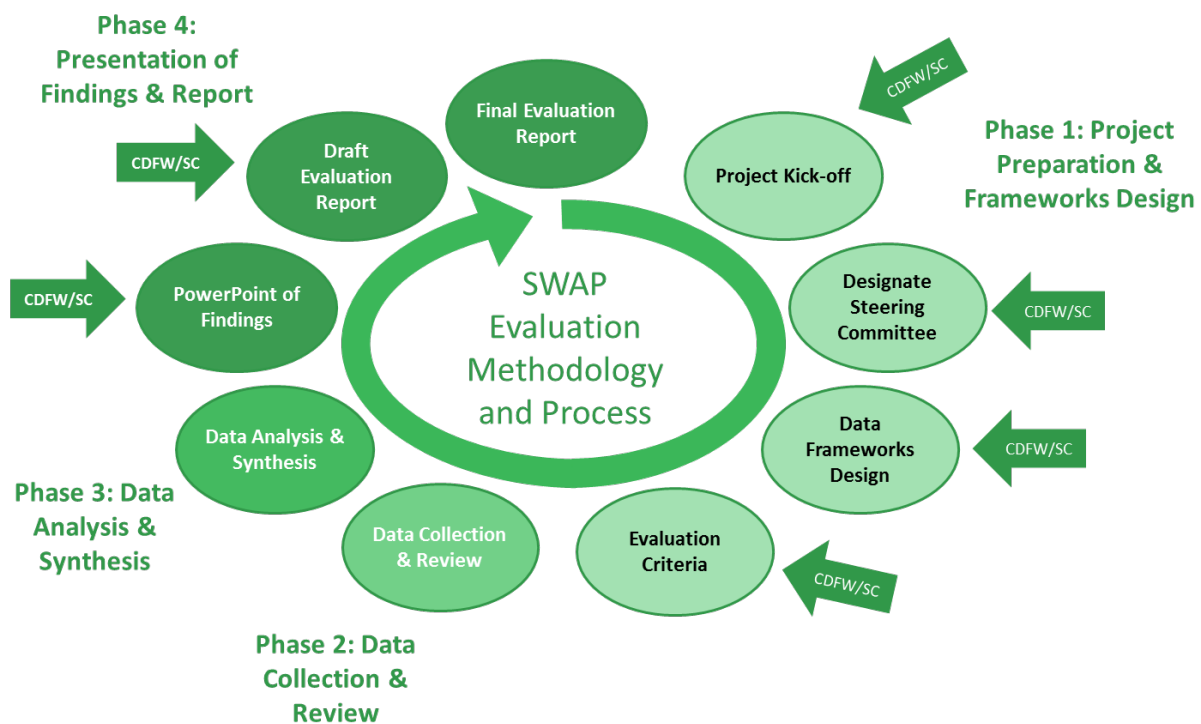 Phase 4:
Presentation of
Findings & Report
Final Evaluation
Report
CDFW/SC
Phase 1: Project
Preparation &
Frameworks Design
CDFW/SC
Draft
Evaluation
Report
Project Kick-off
SWAP
Evaluation
Methodology
and Process
CDFW/SC
PowerPoint of
Findings
Designate
Steering
Committee
CDFW/SC
Data Analysis &
Synthesis
Data
Frameworks
Design
CDFW/SC
Phase 3: Data
Analysis &
Synthesis
Data Collection
& Review
Evaluation
Criteria
CDFW/SC
Phase 2: Data
Collection &
Review